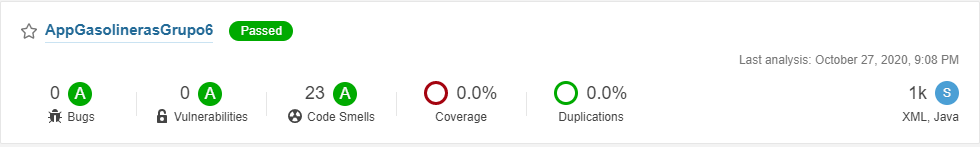 AppGasolinerasGrupo6 Passed
Last analysis: October 27, 2020, 9:08 PM
0 A 0 A 23 A 0.0% 0.0% 1k S
Bugs Vulnerabilities Code Smells Coverage Duplications XML, Java